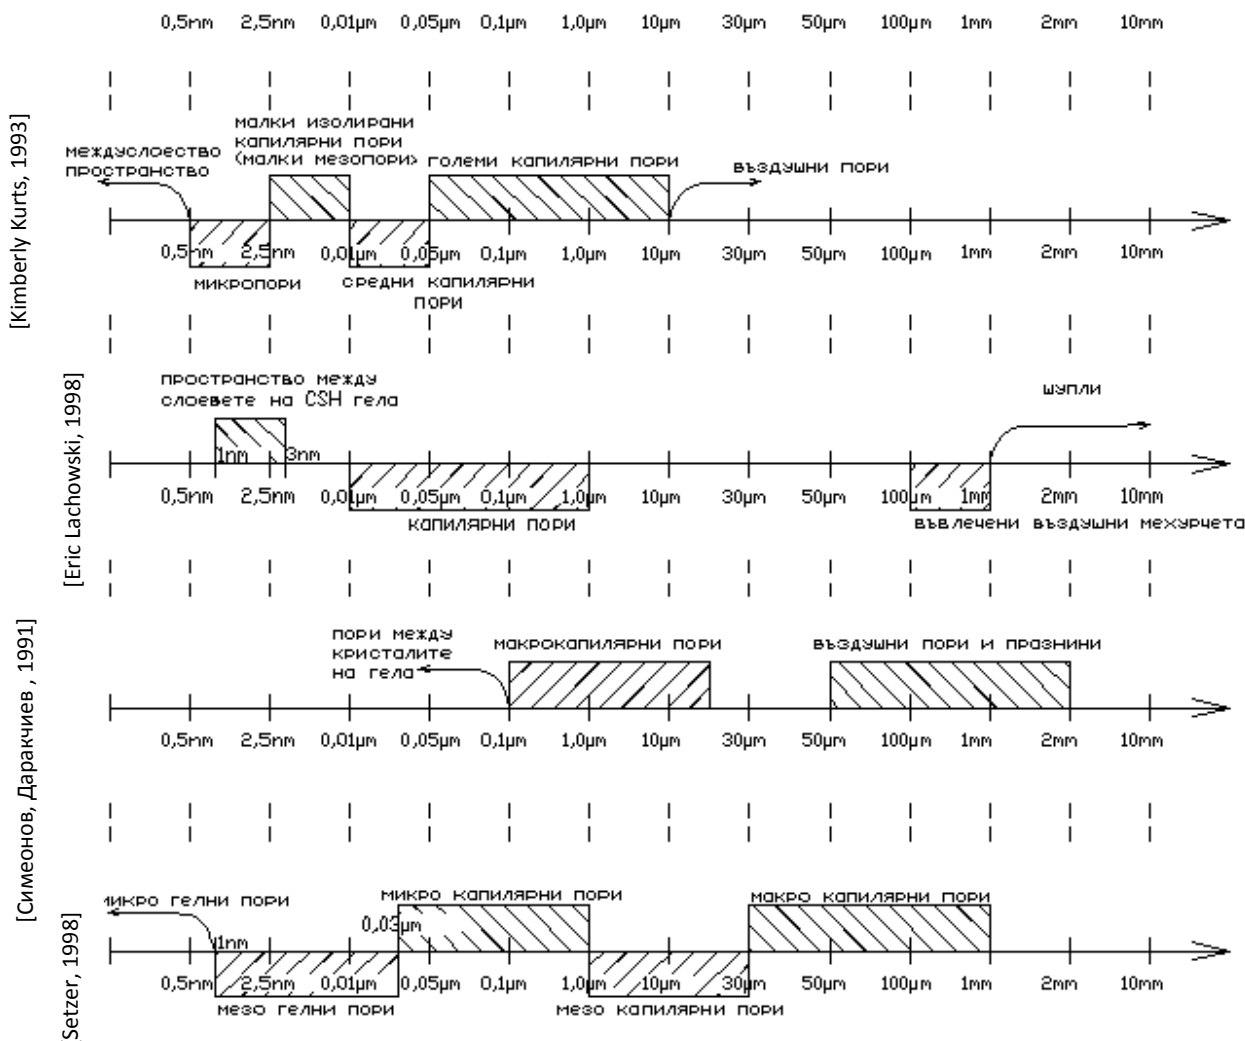 0,5nm 2,5nm 0,01μm 0,05μm 0,1μm 1,0μm 10μm 30μm 50μm 100μm 1mm 2mm 10mm
[Kimberly Kurts, 1993]
междуслоество
пространство
малки изолирани
капилярни пори
(малки мезопори)
големи капилярни пори
въздушни пори
0,5nm 2,5nm 0,01μm 0,05μm 0,1μm 1,0μm 10μm 30μm 50μm 100μm 1mm 2mm 10mm
микропори
средни капилярни
пори
[Eric Lachowski, 1998]
пространство между
слоевете на CSH гела
шупли
1nm 3nm
0,5nm 2,5nm 0,01μm 0,05μm 0,1μm 1,0μm 10μm 30μm 50μm 100μm 1mm 2mm 10mm
капилярни пори
въвлечени въздушни мехурчета
[Симеонов, Даракчиев , 1991]
пори между
кристалите
на гела
макрокапилярни пори
въздушни пори и празнини
0,5nm 2,5nm 0,01μm 0,05μm 0,1μm 1,0μm 10μm 30μm 50μm 100μm 1mm 2mm 10mm
Setzer, 1998]
микро гелни пори
микро капилярни пори
макро капилярни пори
0,03μm
1nm
0,5nm 2,5nm 0,01μm 0,05μm 0,1μm 1,0μm 10μm 30μm 50μm 100μm 1mm 2mm 10mm
мезо гелни пори
мезо капилярни пори